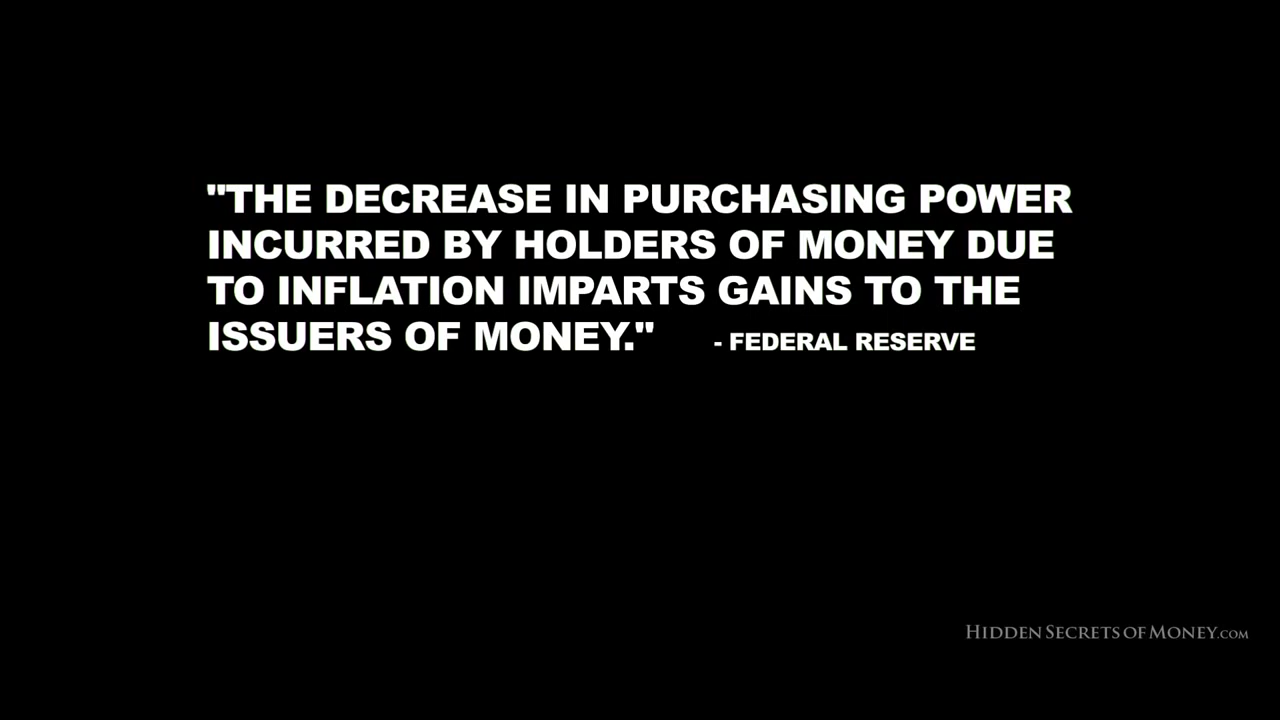 "THE DECREASE IN PURCHASING POWER
INCURRED BY HOLDERS OF MONEY DUE
TO INFLATION IMPARTS GAINS TO THE
ISSUERS OF MONEY." - FEDERAL RESERVE
HIDDEN SECRETS OF MONEY.COM